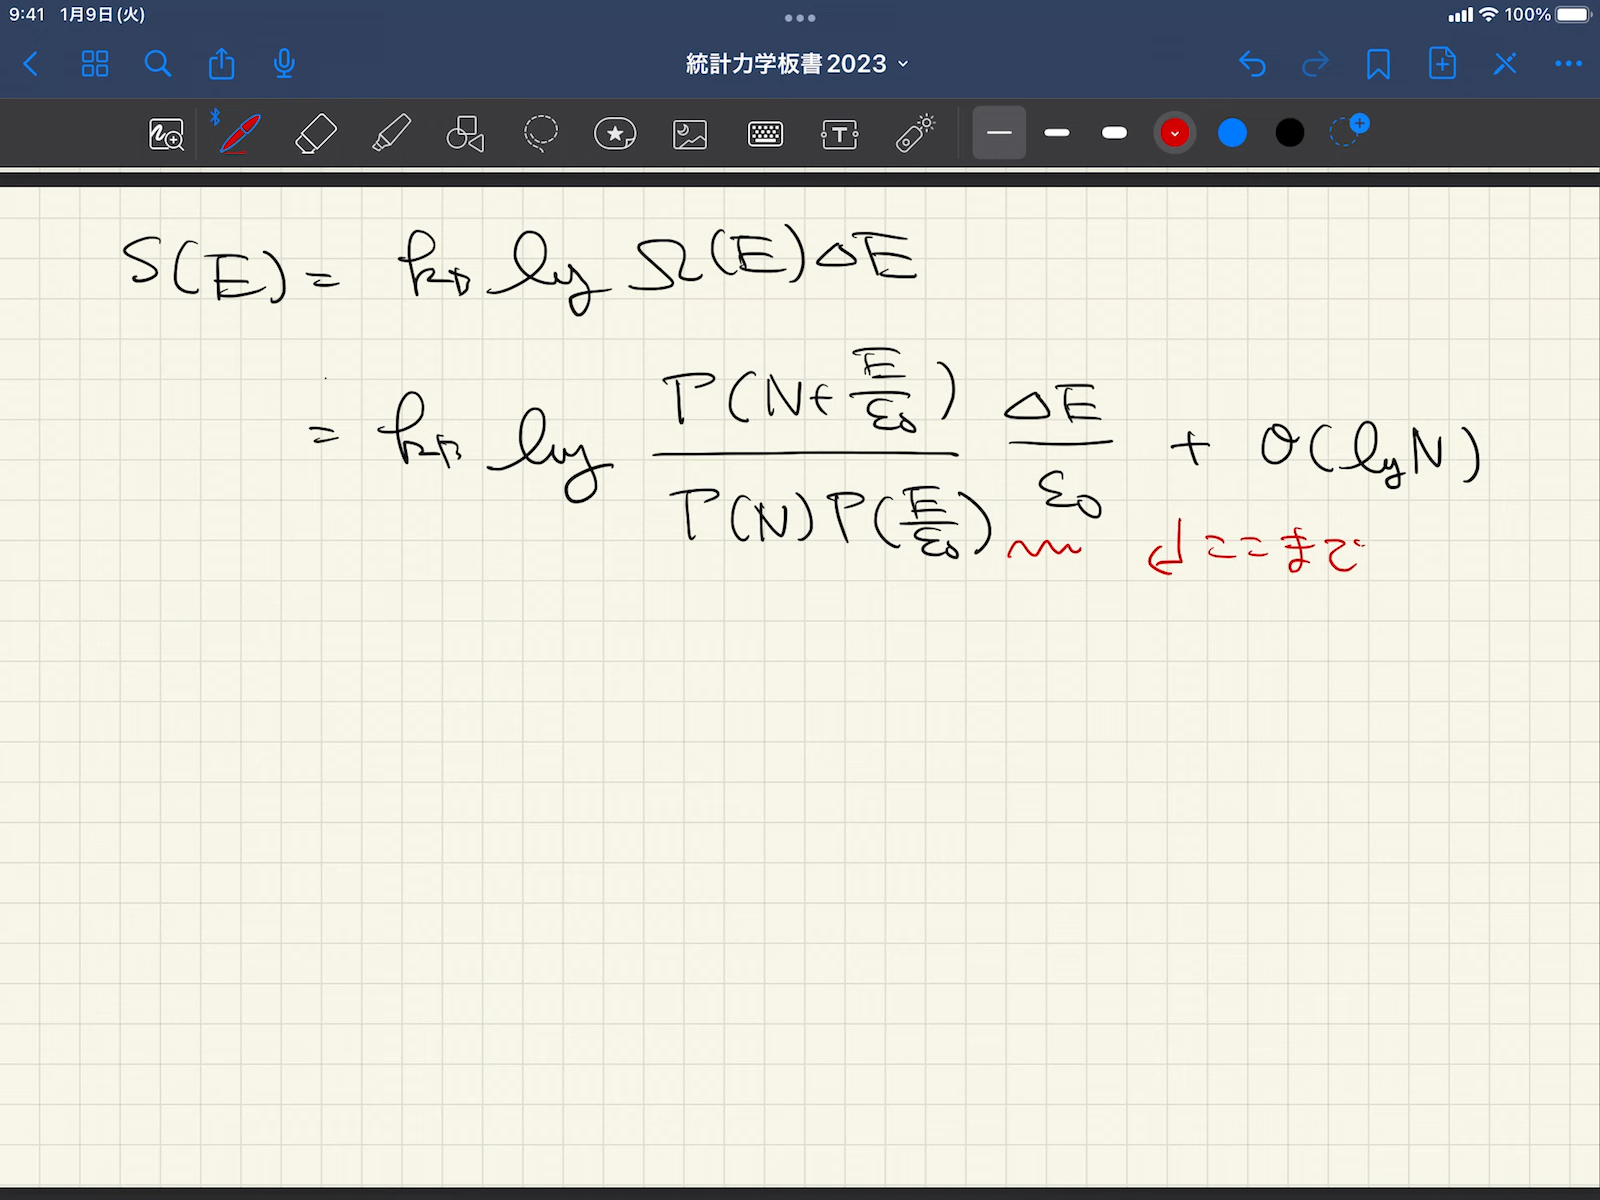 9:41 1月9日(火) 100%
統計力学板書2023
S(E) = k_B log Ω(E)ΔE
= k_B log Γ(N+E/ε₀) / Γ(N)Γ(E/ε₀) ΔE/ε₀ + O(log N)
ここまで